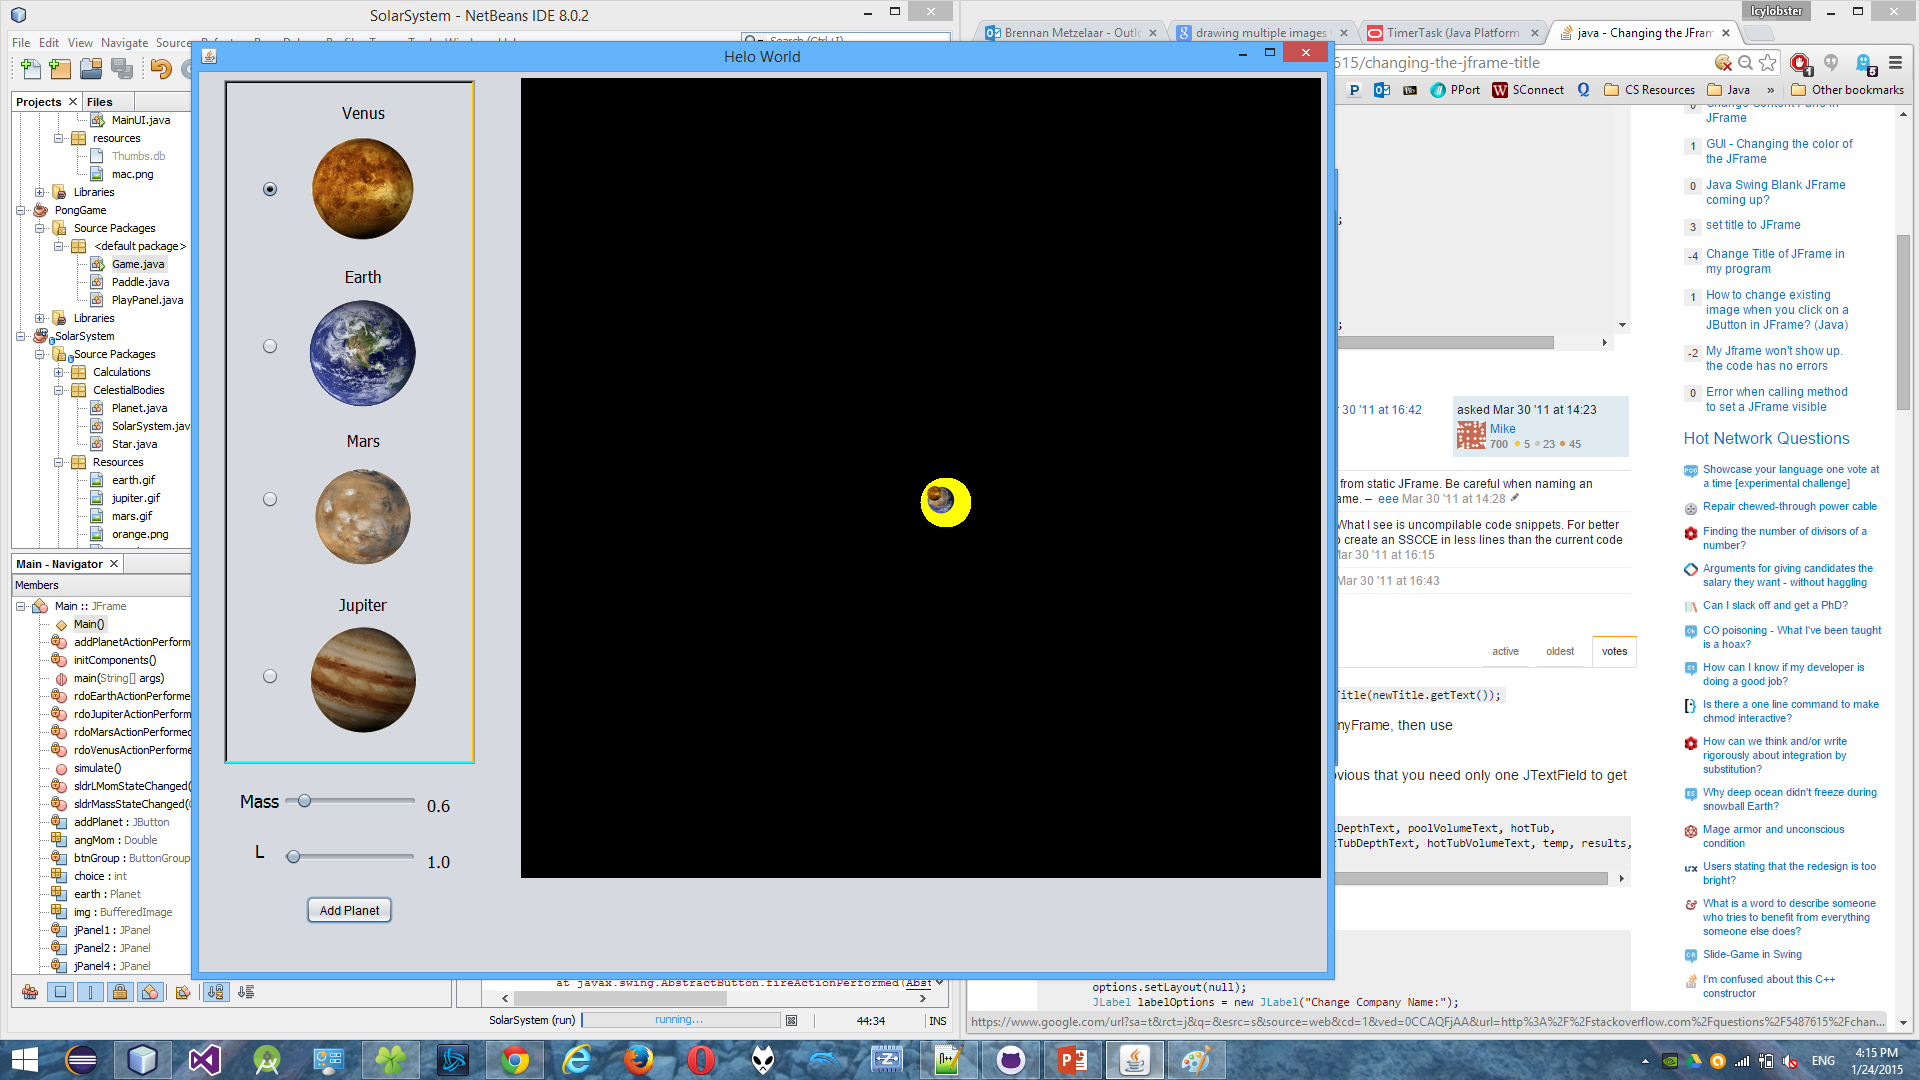 SolarSystem - NetBeans IDE 8.0.2
File Edit View Navigate
Projects
Files
MainUI.java
resources
Thumbs.db
mac.png
Libraries
PongGame
Source Packages
<default package>
Game.java
Paddle.java
PlayPanel.java
Libraries
SolarSystem
Source Packages
Calculations
CelestialBodies
Planet.java
SolarSystem.jav
Star.java
Resources
earth.gif
jupiter.gif
mars.gif
orange.png
Main - Navigator
Members
Main :: JFrame
Main()
addPlanetActionPerform
initComponents()
main(String[] args)
rdoEarthActionPerforme
rdoJupiterActionPerform
rdoMarsActionPerformed
rdoVenusActionPerforme
simulate()
sldrLMomStateChanged(
sldrMassStateChanged(
addPlanet : JButton
angMom : Double
btnGroup : ButtonGroup
choice : int
earth : Planet
img : BufferedImage
jPanel1 : JPanel
jPanel2 : JPanel
jPanel4 : JPanel
Helo World
Venus
Earth
Mars
Jupiter
Mass 0.6
L 1.0
Add Planet
at javax.swing.AbstractButton.fireActionPerformed(Abst
SolarSystem (run) running... 44:34 INS
Icylobster
Brennan Metzelaar - Outl
drawing multiple images
TimerTask (Java Platform
java - Changing the JFram
615/changing-the-jframe-title
PPort
SConnect
CS Resources
Java
»
Other bookmarks
Change Content Pane in
JFrame
1 GUI - Changing the color of
the JFrame
0 Java Swing Blank JFrame
coming up?
3 set title to JFrame
-4 Change Title of JFrame in
my program
1 How to change existing
image when you click on a
JButton in JFrame? (Java)
-2 My Jframe won't show up.
the code has no errors
0 Error when calling method
to set a JFrame visible
Hot Network Questions
Showcase your language one vote at
a time [experimental challenge]
Repair chewed-through power cable
Finding the number of divisors of a
number?
Arguments for giving candidates the
salary they want - without haggling
Can I slack off and get a PhD?
CO poisoning - What I've been taught
is a hoax?
How can I know if my developer is
doing a good job?
Is there a one line command to make
chmod interactive?
How can we think and/or write
rigorously about integration by
substitution?
Why deep ocean didn't freeze during
snowball Earth?
Mage armor and unconscious
condition
Users stating that the redesign is too
bright?
What is a word to describe someone
who tries to benefit from everything
someone else does?
Slide-Game in Swing
I'm confused about this C++
constructor
;
;
30 '11 at 16:42
asked Mar 30 '11 at 14:23
Mike
700 5 23 45
from static JFrame. Be careful when naming an
ame. – eee Mar 30 '11 at 14:28
What I see is uncompilable code snippets. For better
create an SSCCE in less lines than the current code
Mar 30 '11 at 16:15
Mar 30 '11 at 16:43
active oldest votes
Title(newTitle.getText());
myFrame, then use
vious that you need only one JTextField to get
DepthText, poolVolumeText, hotTub,
tTubDepthText, hotTubVolumeText, temp, results,
options.setLayout(null);
JLabel labelOptions = new JLabel("Change Company Name:");
https://www.google.com/url?sa=t&rct=j&q=&esrc=s&source=web&cd=1&ved=0CCAQFjAA&url=http%3A%2F%2Fstackoverflow.com%2Fquestions%2F5487615%2Fchan...
ENG
4:15 PM
1/24/2015